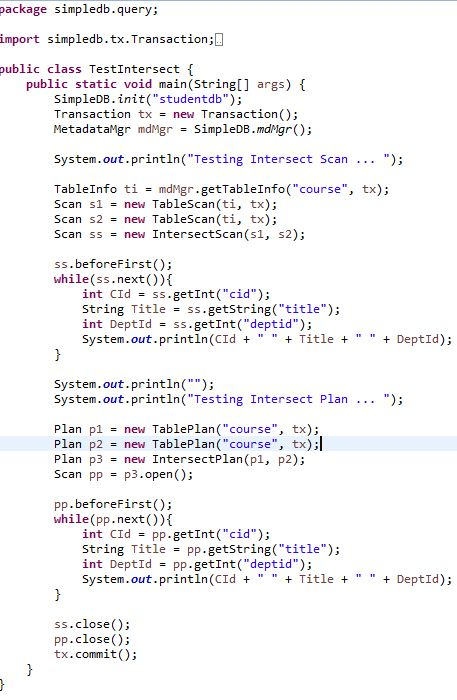 package simpledb.query;
import simpledb.tx.Transaction;
public class TestIntersect {
public static void main(String[] args) {
SimpleDB.init("studentdb");
Transaction tx = new Transaction();
MetadataMgr mdMgr = SimpleDB.mdMgr();
System.out.println("Testing Intersect Scan ... ");
TableInfo ti = mdMgr.getTableInfo("course", tx);
Scan s1 = new TableScan(ti, tx);
Scan s2 = new TableScan(ti, tx);
Scan ss = new IntersectScan(s1, s2);
ss.beforeFirst();
while(ss.next()){
int CId = ss.getInt("cid");
String Title = ss.getString("title");
int DeptId = ss.getInt("deptid");
System.out.println(CId + " " + Title + " " + DeptId);
}
System.out.println("");
System.out.println("Testing Intersect Plan ... ");
Plan p1 = new TablePlan("course", tx);
Plan p2 = new TablePlan("course", tx);
Plan p3 = new IntersectPlan(p1, p2);
Scan pp = p3.open();
pp.beforeFirst();
while(pp.next()){
int CId = pp.getInt("cid");
String Title = pp.getString("title");
int DeptId = pp.getInt("deptid");
System.out.println(CId + " " + Title + " " + DeptId);
}
ss.close();
pp.close();
tx.commit();
}
}